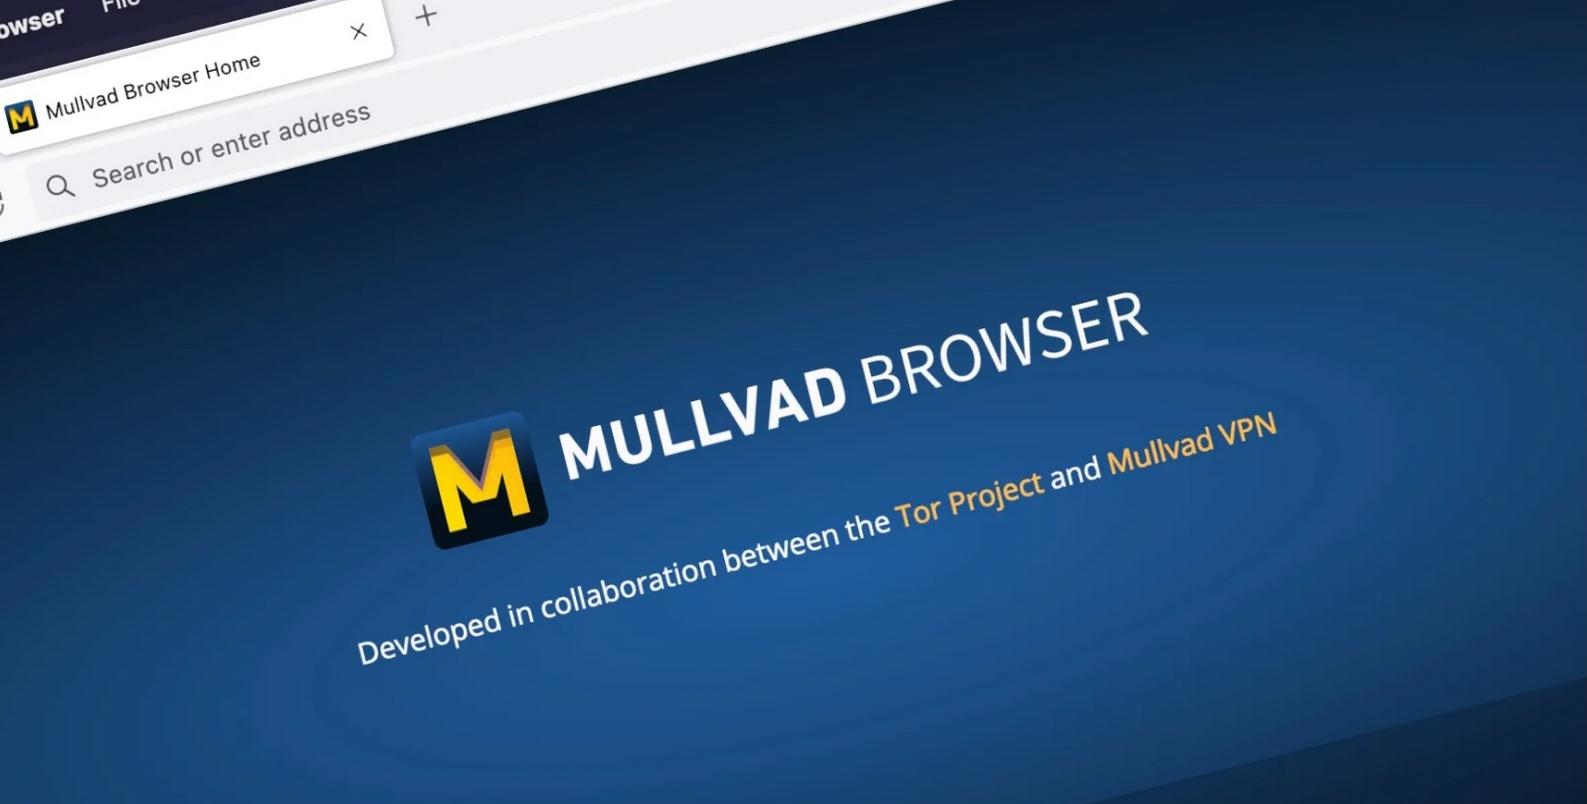 File
Mullvad Browser Home
Search or enter address
MULLVAD BROWSER
Developed in collaboration between the Tor Project and Mullvad VPN